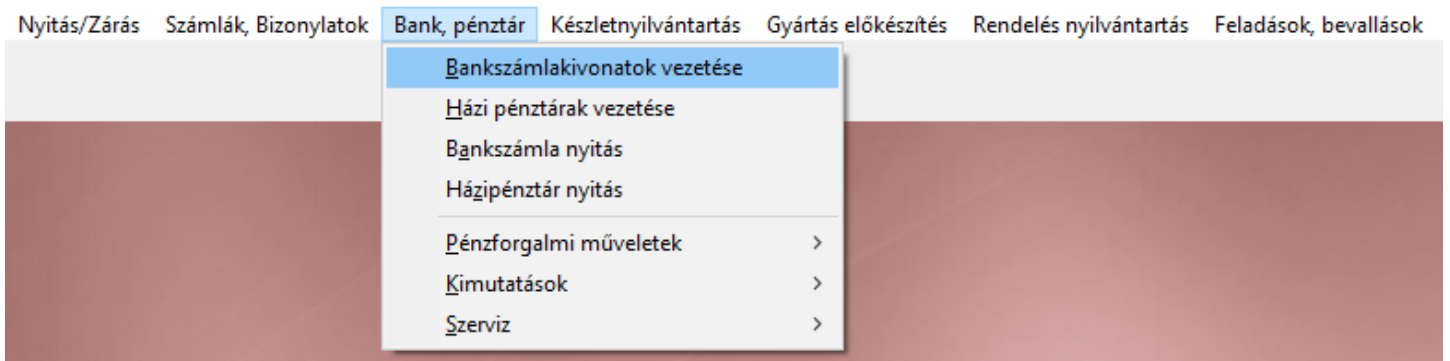 Nyitás/Zárás Számlák, Bizonylatok Bank, pénztár Készletnyilvántartás Gyártás előkészítés Rendelés nyilvántartás Feladások, bevallások
Bankszámlakivonatok vezetése
Házi pénztárak vezetése
Bankszámla nyitás
Házipénztár nyitás
Pénzforgalmi műveletek
Kimutatások
Szerviz